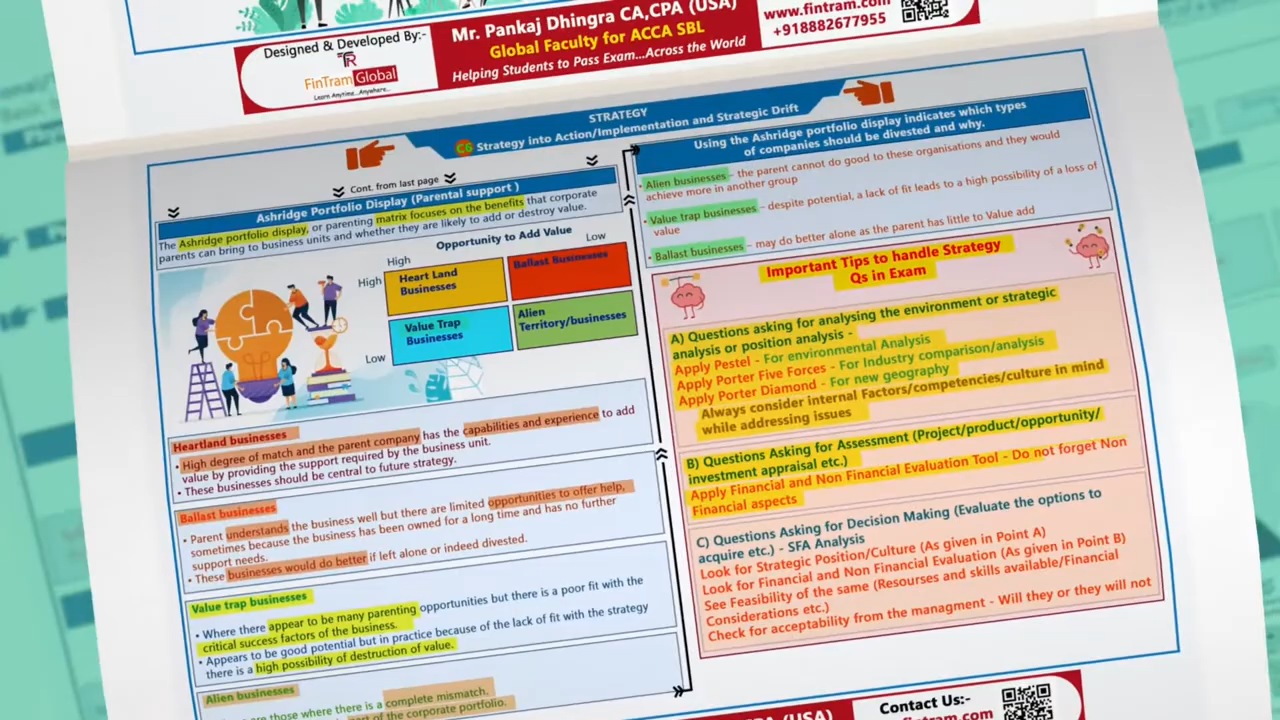 Designed & Developed By:-
FinTram Global
Learn Anytime...Anywhere...
Mr. Pankaj Dhingra CA,CPA (USA)
Global Faculty for ACCA SBL
Helping Students to Pass Exam...Across the World
www.fintram.com
+918882677955
STRATEGY
C6 Strategy into Action/Implementation and Strategic Drift
Cont. from last page
Ashridge Portfolio Display (Parental support )
The Ashridge portfolio display, or parenting matrix focuses on the benefits that corporate
parents can bring to business units and whether they are likely to add or destroy value.
Opportunity to Add Value
High
Low
High
Heart Land
Businesses
Ballast Businesses
Value Trap
Businesses
Alien
Territory/businesses
Low
Heartland businesses
• High degree of match and the parent company has the capabilities and experience to add
value by providing the support required by the business unit.
• These businesses should be central to future strategy.
Ballast businesses
• Parent understands the business well but there are limited opportunities to offer help,
sometimes because the business has been owned for a long time and has no further
support needs.
• These businesses would do better if left alone or indeed divested.
Value trap businesses
• Where there appear to be many parenting opportunities but there is a poor fit with the
critical success factors of the business.
• Appears to be good potential but in practice because of the lack of fit with the strategy
there is a high possibility of destruction of value.
Alien businesses
are those where there is a complete mismatch.
part of the corporate portfolio.
Using the Ashridge portfolio display indicates which types
of companies should be divested and why.
• Alien businesses – the parent cannot do good to these organisations and they would
achieve more in another group
• Value trap businesses – despite potential, a lack of fit leads to a high possibility of a loss of
value
• Ballast businesses – may do better alone as the parent has little to Value add
Important Tips to handle Strategy
Qs in Exam
A) Questions asking for analysing the environment or strategic
analysis or position analysis -
Apply Pestel - For environmental Analysis
Apply Porter Five Forces - For Industry comparison/analysis
Apply Porter Diamond - For new geography
Always consider internal Factors/competencies/culture in mind
while addressing issues
B) Questions Asking for Assessment (Project/product/opportunity/
investment appraisal etc.)
Apply Financial and Non Financial Evaluation Tool - Do not forget Non
Financial aspects
C) Questions Asking for Decision Making (Evaluate the options to
acquire etc.) - SFA Analysis
Look for Strategic Position/Culture (As given in Point A)
Look for Financial and Non Financial Evaluation (As given in Point B)
See Feasibility of the same (Resourses and skills available/Financial
Considerations etc.)
Check for acceptability from the managment - Will they or they will not
(USA)
Contact Us:-
fintram.com